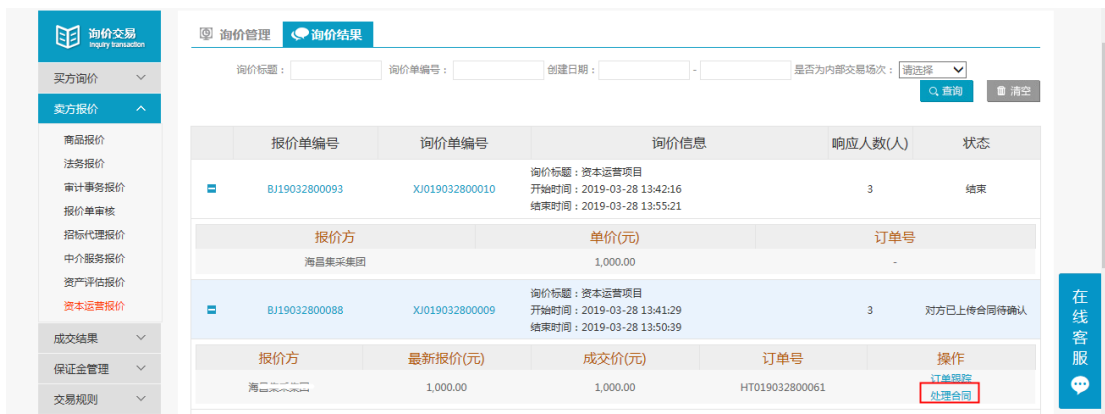 询价交易
Inquiry transaction
买方询价
卖方报价
商品报价
法务报价
审计事务报价
报价单审核
招标代理报价
中介服务报价
资产评估报价
资本运营报价
成交结果
保证金管理
交易规则
询价管理 询价结果
询价标题： 询价单编号： 创建日期： - 是否为内部交易场次： 请选择
查询 清空
报价单编号 询价单编号 询价信息 响应人数(人) 状态
询价标题：资本运营项目
BJ19032800093 XJ019032800010 开始时间：2019-03-28 13:42:16 3 结束
结束时间：2019-03-28 13:55:21
报价方 单价(元) 订单号
海昌集采集团 1,000.00 -
询价标题：资本运营项目
BJ19032800088 XJ019032800009 开始时间：2019-03-28 13:41:29 3 对方已上传合同待确认
结束时间：2019-03-28 13:50:39
报价方 最新报价(元) 成交价(元) 订单号 操作
海昌集采集团 1,000.00 1,000.00 HT019032800061 订单跟踪
处理合同
在线客服